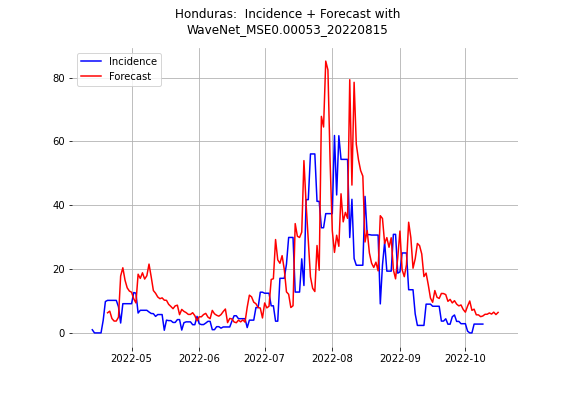 Honduras:  Incidence + Forecast with
WaveNet_MSE0.00053_20220815
Incidence
Forecast
80
60
40
20
0
2022-05
2022-06
2022-07
2022-08
2022-09
2022-10